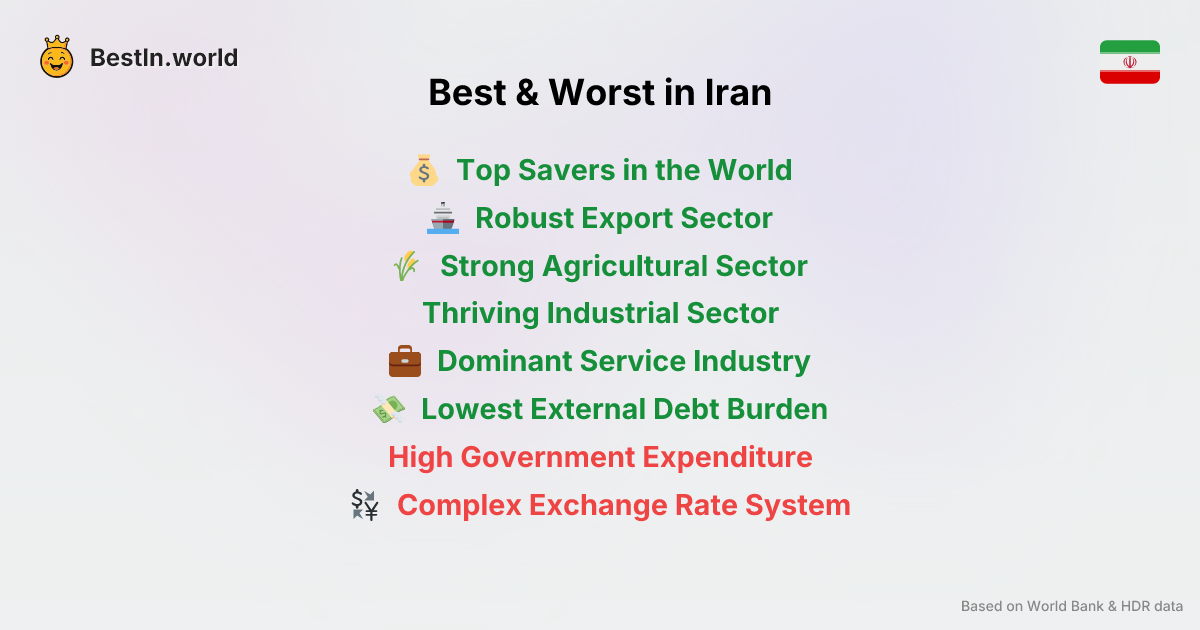 BestIn.world
Best & Worst in Iran
Top Savers in the World
Robust Export Sector
Strong Agricultural Sector
Thriving Industrial Sector
Dominant Service Industry
Lowest External Debt Burden
High Government Expenditure
Complex Exchange Rate System
Based on World Bank & HDR data